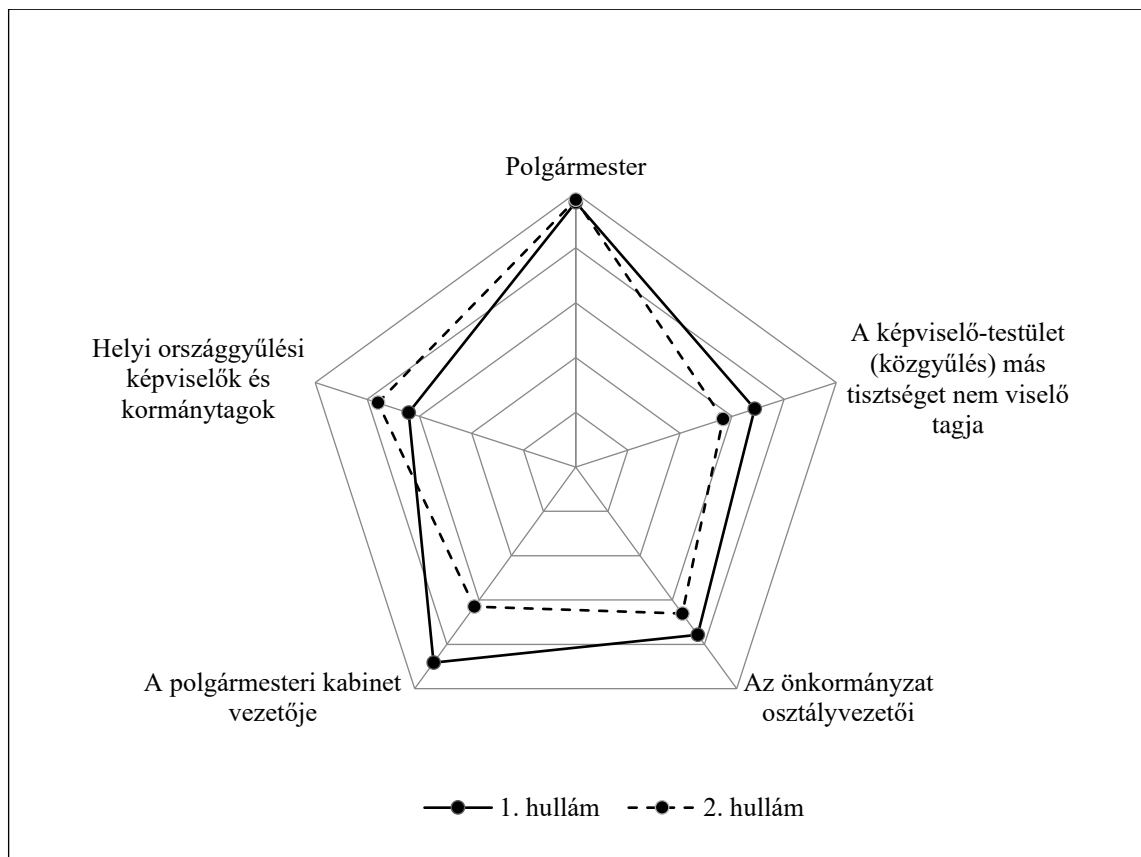 Polgármester
A képviselő-testület
(közgyűlés) más
tisztséget nem viselő
tagja
Helyi országgyűlési
képviselők és
kormánytagok
A polgármesteri kabinet
vezetője
Az önkormányzat
osztályvezetői
1. hullám
2. hullám